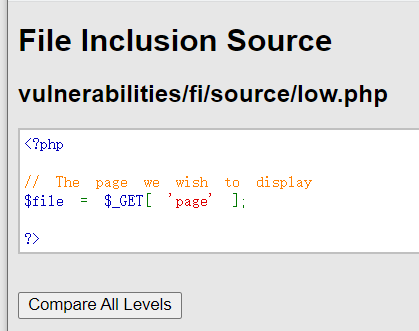 File Inclusion Source
vulnerabilities/fi/source/low.php
<?php
// The page we wish to display
$file = $_GET[ 'page' ];
?>
Compare All Levels